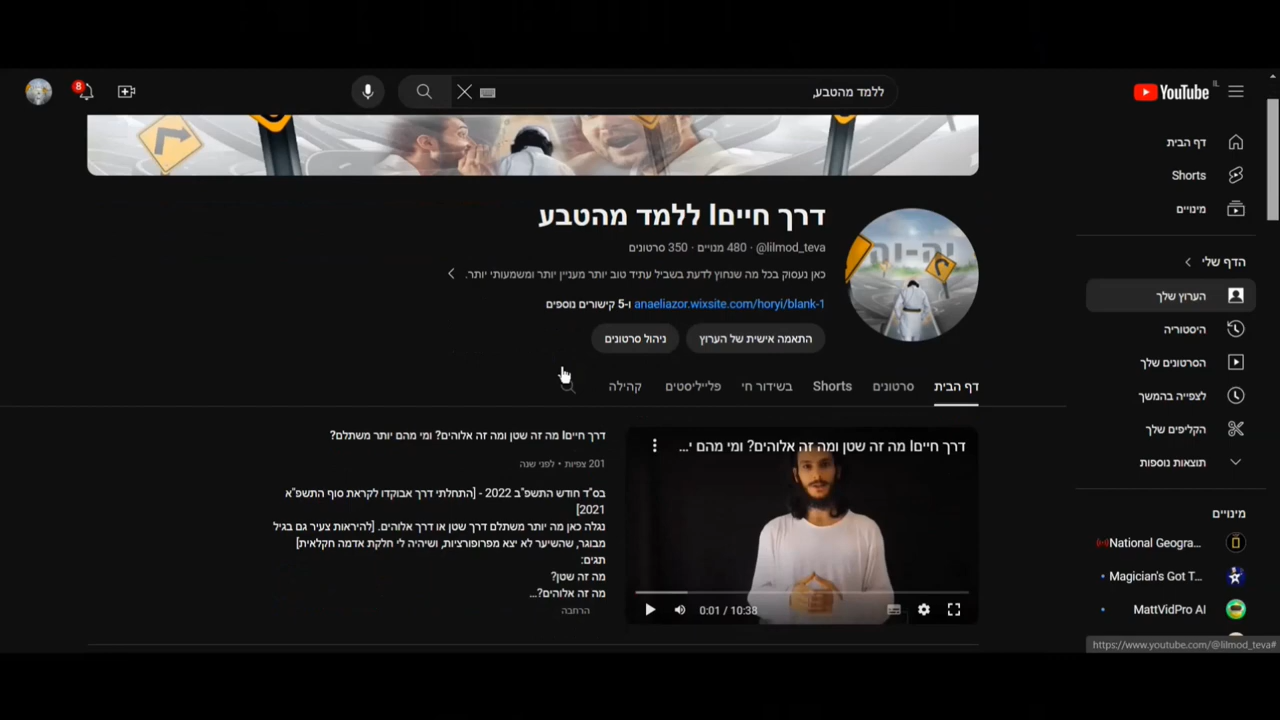 YouTube IL
ללמד מהטבע,
8
דף הבית
Shorts
מינויים
הדף שלי
הערוץ שלך
היסטוריה
הסרטונים שלך
לצפייה בהמשך
הקליפים שלך
תוצאות נוספות
מינויים
National Geogra...
Magician's Got T...
MattVidPro AI
יה-וה
דרך חיים| ללמד מהטבע
@lilmod_teva · 480 מנויים · 350 סרטונים
כאן נעסוק בכל מה שנחוץ לדעת בשביל עתיד טוב יותר מעניין יותר ומשמעותי יותר.
anaeliazor.wixsite.com/horyi/blank-1 ו-5 קישורים נוספים
התאמה אישית של הערוץ
ניהול סרטונים
דף הבית סרטונים Shorts בשידור חי פלייליסטים קהילה
דרך חיים| מה זה שטן ומה זה אלוהים? ומי מהם י...
0:01 / 10:38
דרך חיים| מה זה שטן ומה זה אלוהים? ומי מהם יותר משתלם?
201 צפיות • לפני שנה
בס"ד חודש התשפ"ב 2022 - [התחלתי דרך אבוקדו לקראת סוף התשפ"א
2021]
נגלה כאן מה יותר משתלם דרך שטן או דרך אלוהים. [להיראות צעיר גם בגיל
מבוגר, שהשיער לא יצא מפרופורציות, ושיהיה לי חלקת אדמה חקלאית]
תגים:
מה זה שטן?
מה זה אלוהים?...
הרחבה
https://www.youtube.com/@lilmod_teva#